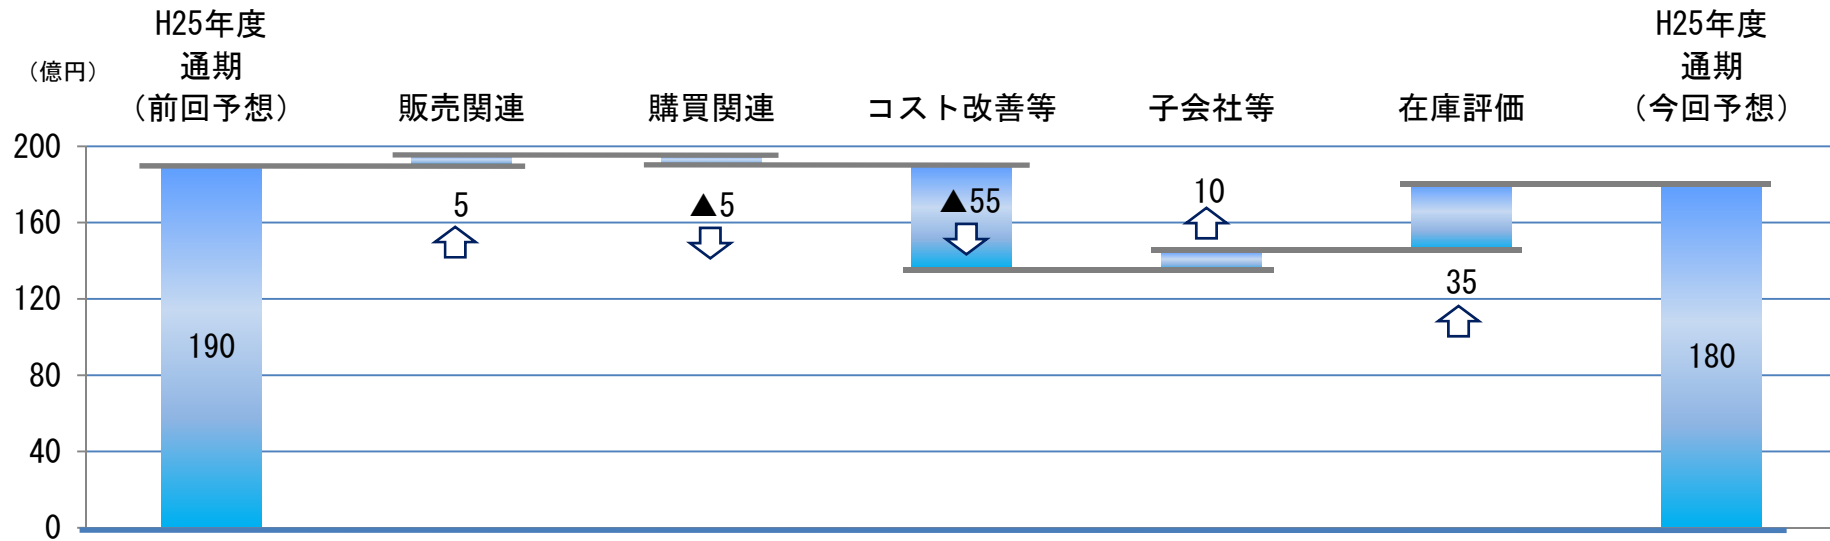 H25年度
通期
（前回予想）
販売関連
購買関連
コスト改善等
子会社等
在庫評価
H25年度
通期
（今回予想）
（億円）
200
160
120
80
40
0
190
5
▲5
▲55
10
35
180